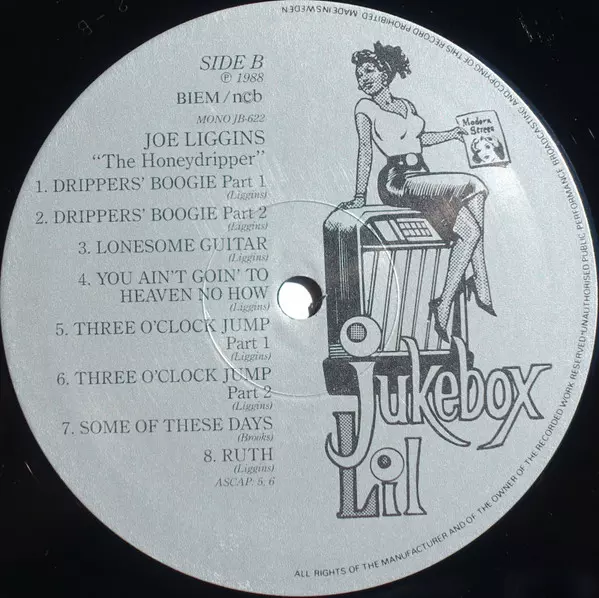 SIDE B
℗ 1988
BIEM/ncb
MONO JB-622
JOE LIGGINS
"The Honeydripper"
1. DRIPPERS' BOOGIE Part 1
(Liggins)
2. DRIPPERS' BOOGIE Part 2
(Liggins)
3. LONESOME GUITAR
(Liggins)
4. YOU AIN'T GOIN' TO
HEAVEN NO HOW
(Liggins)
5. THREE O'CLOCK JUMP
Part 1
(Liggins)
6. THREE O'CLOCK JUMP
Part 2
(Liggins)
7. SOME OF THESE DAYS
(Brooks)
8. RUTH
(Liggins)
ASCAP: 5, 6
Modern
Screen
Jukebox
Lil
ALL RIGHTS OF THE MANUFACTURER AND OF THE OWNER OF THE RECORDED WORK RESERVED • UNAUTHORISED PUBLIC PERFORMANCE BROADCASTING AND COPYING OF THIS RECORD PROHIBITED. MADE IN SWEDEN